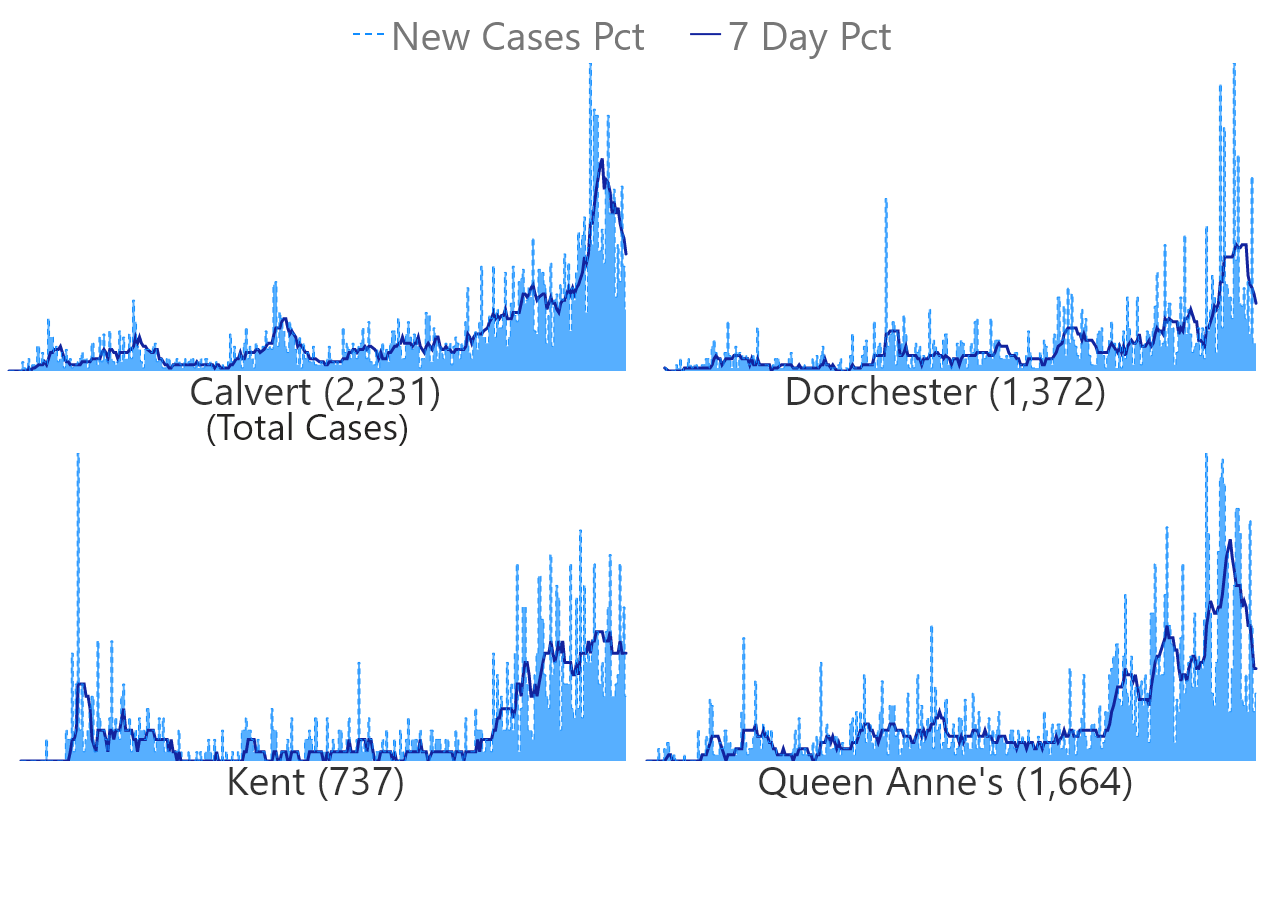 New Cases Pct 7 Day Pct
Calvert (2,231)
(Total Cases)
Dorchester (1,372)
Kent (737)
Queen Anne's (1,664)